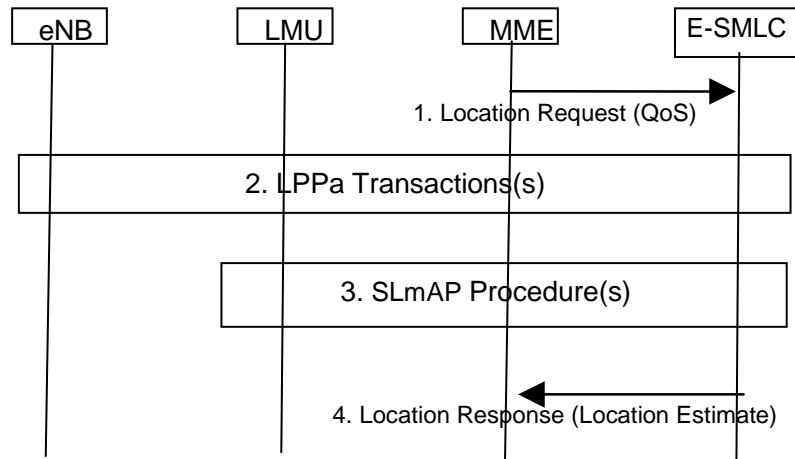 eNB
LMU
MME
E-SMLC
1. Location Request (QoS)
2. LPPa Transactions(s)
3. SLmAP Procedure(s)
4. Location Response (Location Estimate)